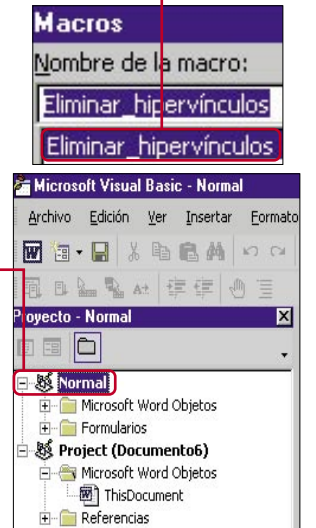 Macros
Nombre de la macro:
Eliminar_hipervínculos
Eliminar_hipervínculos
Microsoft Visual Basic - Normal
Archivo Edición Ver Insertar Formato
Proyecto - Normal
Normal
Microsoft Word Objetos
Formularios
Project (Documento6)
Microsoft Word Objetos
ThisDocument
Referencias